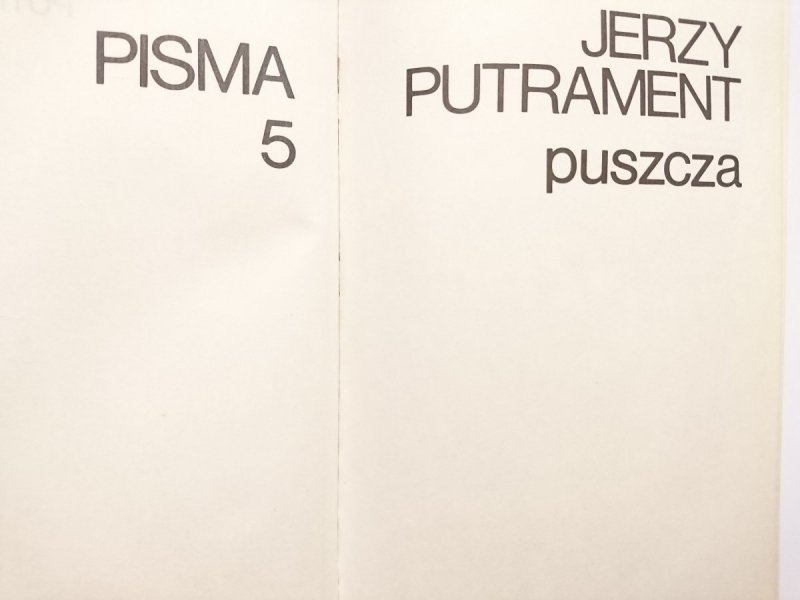 PISMA
5
JERZY
PUTRAMENT
puszcza